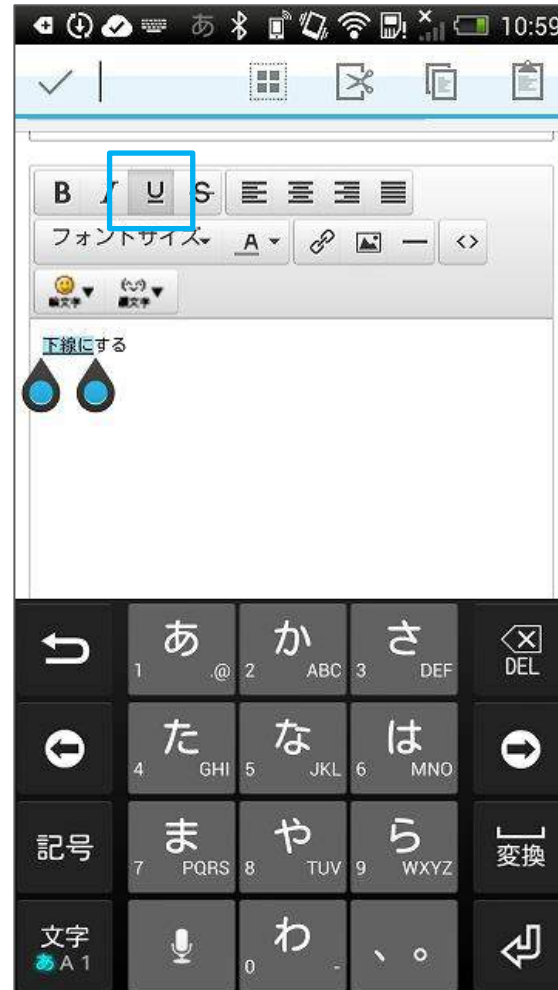 あ 10:59
B I U S
フォントサイズ A <>
絵文字 顔文字
下線にする
あ か さ DEL
1 .@ 2 ABC 3 DEF
た な は
4 GHI 5 JKL 6 MNO
記号 ま や ら 変換
7 PQRS 8 TUV 9 WXYZ
文字 わ 、。
あA1 0 -